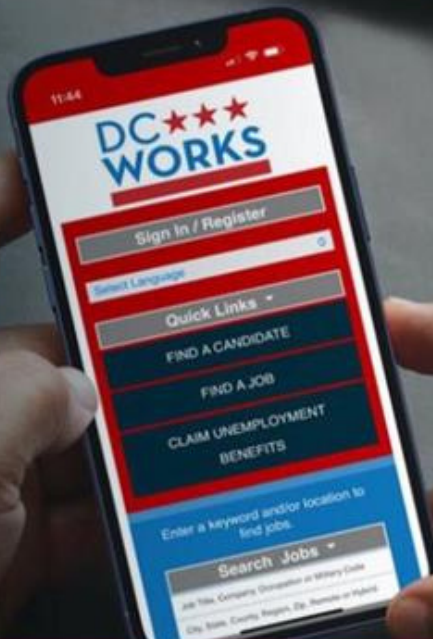 11:44
DC★★★
WORKS
Sign In / Register
Select Language
Quick Links
FIND A CANDIDATE
FIND A JOB
CLAIM UNEMPLOYMENT
BENEFITS
Enter a keyword and/or location to
find jobs.
Search Jobs
Job Title, Company, Occupation or Military Code
City, State, County, Region, Zip, Remote or Hybrid